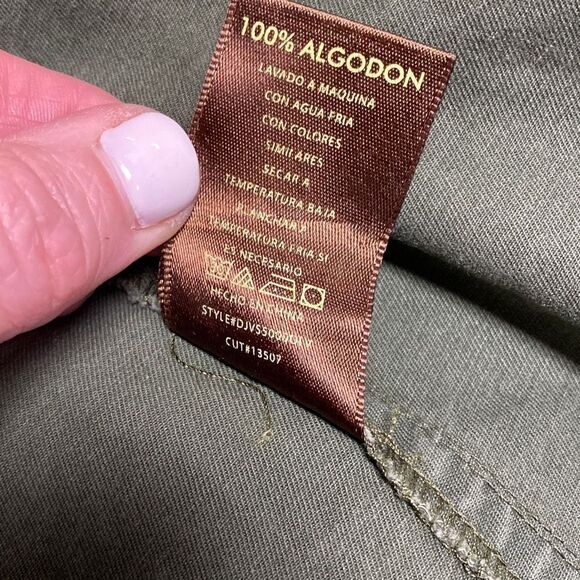 100% ALGODON
LAVADO A MAQUINA
CON AGUA FRIA
CON COLORES
SIMILARES
SECAR A
TEMPERATURA BAJA
PLANCHAR
TEMPERATURA FRIA SI
ES NECESARIO
HECHO EN CHINA
CUT#13507